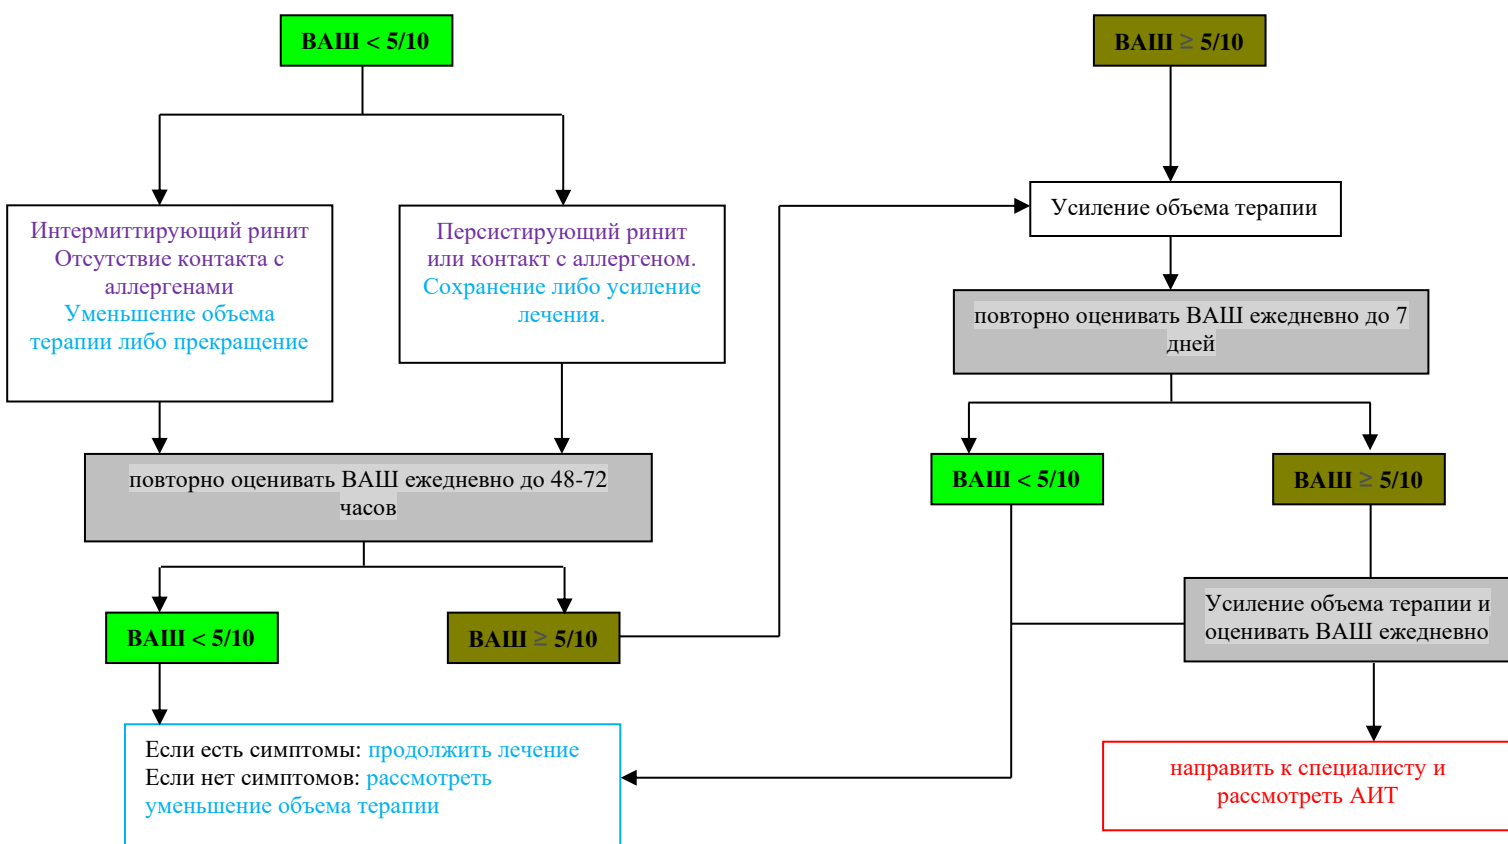 ВАШ < 5/10
ВАШ ≥ 5/10
Усиление объема терапии
Интермиттирующий ринит
Отсутствие контакта с
аллергенами
Уменьшение объема
терапии либо прекращение
Персистирующий ринит
или контакт с аллергеном.
Сохранение либо усиление
лечения.
повторно оценивать ВАШ ежедневно до 7
дней
повторно оценивать ВАШ ежедневно до 48-72
часов
ВАШ < 5/10
ВАШ ≥ 5/10
Усиление объема терапии и
оценивать ВАШ ежедневно
ВАШ < 5/10
ВАШ ≥ 5/10
Если есть симптомы: продолжить лечение
Если нет симптомов: рассмотреть
уменьшение объема терапии
направить к специалисту и
рассмотреть АИТ